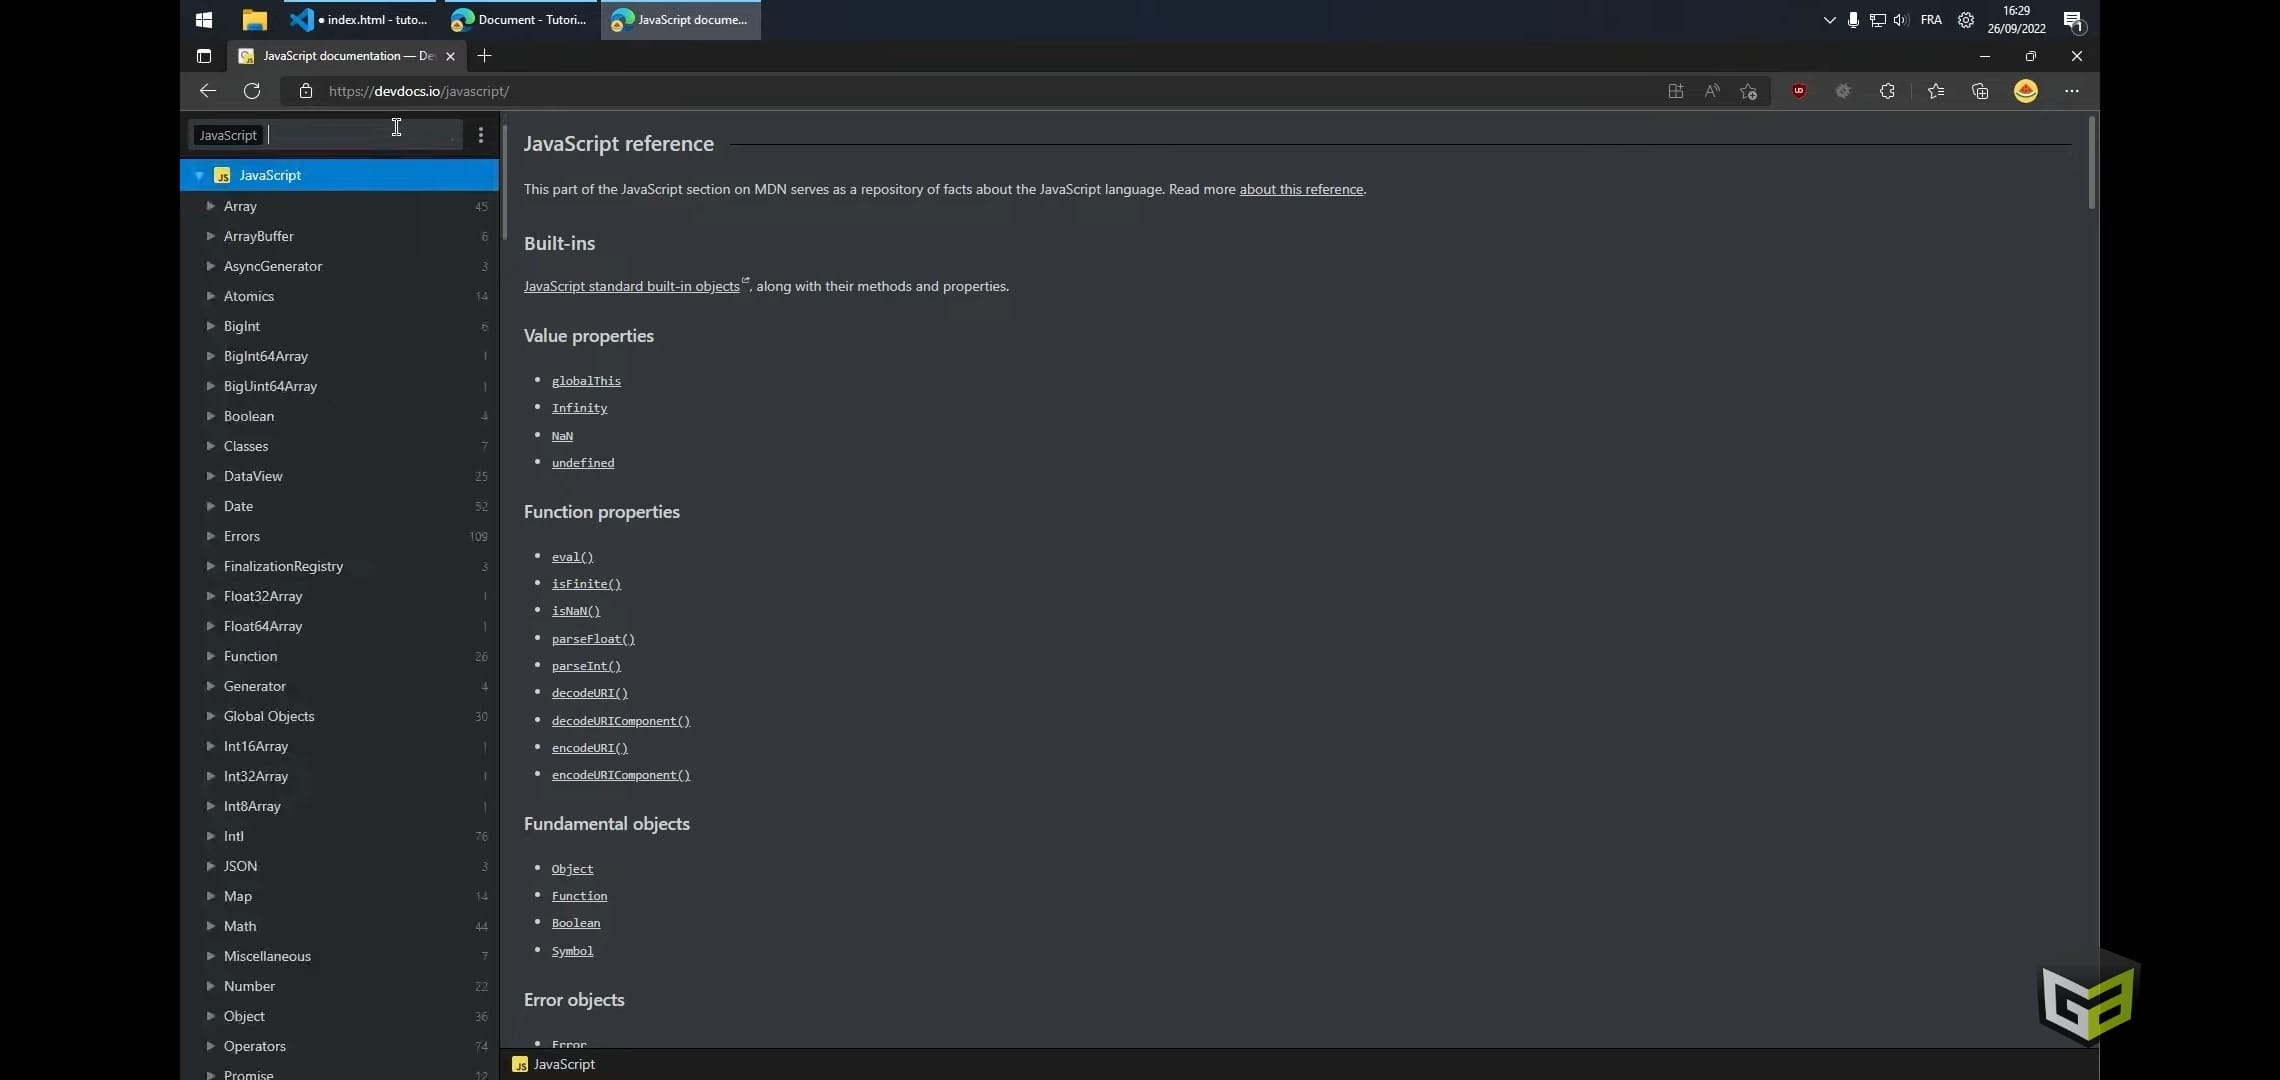 • index.html - tuto...
Document - Tutori...
JavaScript docume...
FRA
16:29
26/09/2022
1
JavaScript documentation — De
https://devdocs.io/javascript/
JavaScript
JavaScript
Array 45
ArrayBuffer 6
AsyncGenerator 3
Atomics 14
BigInt 6
BigInt64Array 1
BigUint64Array 1
Boolean 4
Classes 7
DataView 25
Date 52
Errors 109
FinalizationRegistry 3
Float32Array 1
Float64Array 1
Function 26
Generator 4
Global Objects 30
Int16Array 1
Int32Array 1
Int8Array 1
Intl 76
JSON 3
Map 14
Math 44
Miscellaneous 7
Number 22
Object 36
Operators 74
Promise 12
JavaScript reference
This part of the JavaScript section on MDN serves as a repository of facts about the JavaScript language. Read more about this reference.
Built-ins
JavaScript standard built-in objects, along with their methods and properties.
Value properties
• globalThis
• Infinity
• NaN
• undefined
Function properties
• eval()
• isFinite()
• isNaN()
• parseFloat()
• parseInt()
• decodeURI()
• decodeURIComponent()
• encodeURI()
• encodeURIComponent()
Fundamental objects
• Object
• Function
• Boolean
• Symbol
Error objects
• Error
JS JavaScript